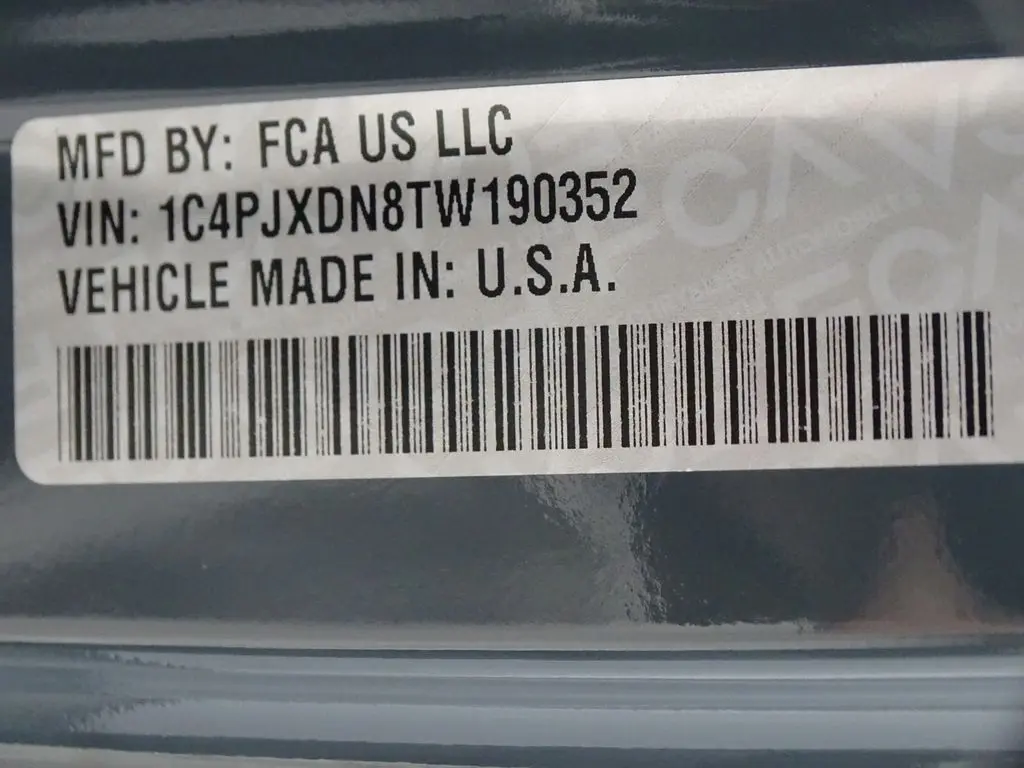 MFD BY: FCA US LLC
VIN: 1C4PJXDN8TW190352
VEHICLE MADE IN: U.S.A.